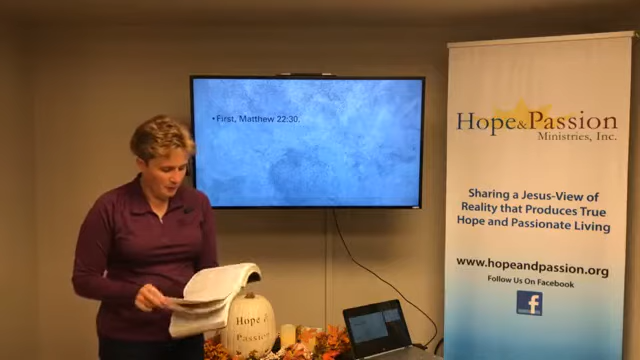 •First, Matthew 22:30.
Hope&Passion
Ministries, Inc.
Sharing a Jesus-View of
Reality that Produces True
Hope and Passionate Living
www.hopeandpassion.org
Follow Us On Facebook
f
Hope &
Passion